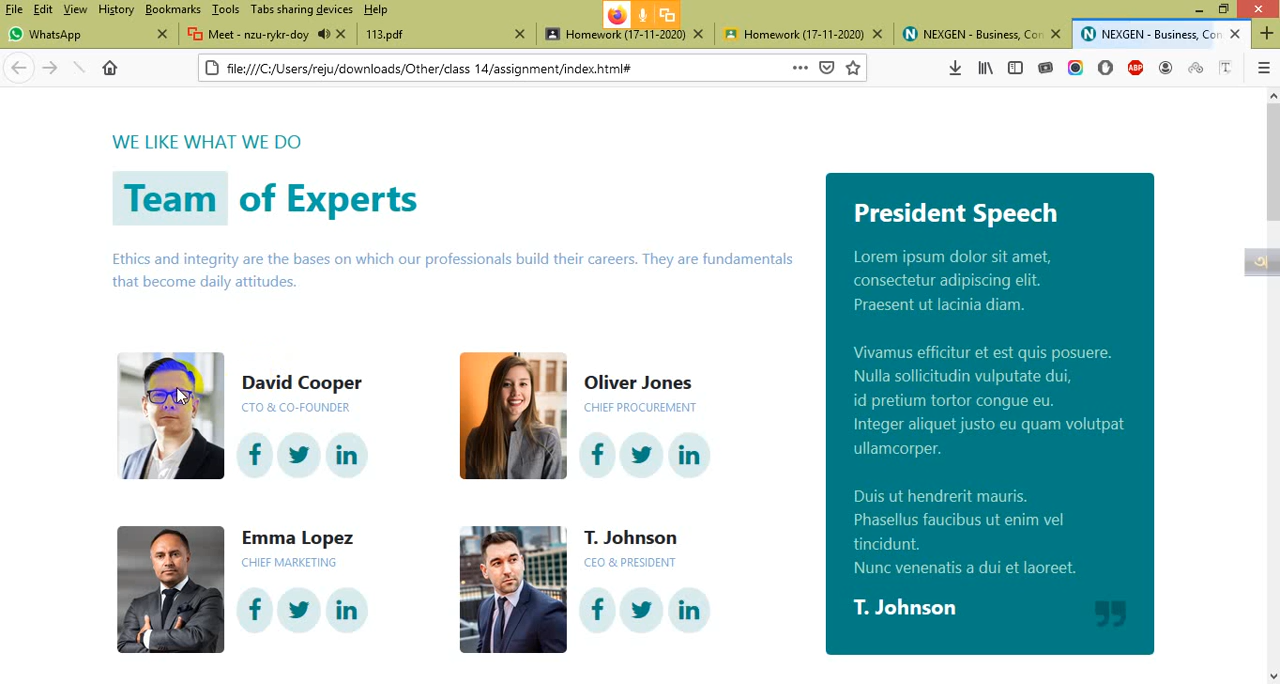 File Edit View History Bookmarks Tools Tabs sharing devices Help
WhatsApp
Meet - nzu-rykr-doy
113.pdf
Homework (17-11-2020)
Homework (17-11-2020)
NEXGEN - Business, Con
NEXGEN - Business, Con
file:///C:/Users/reju/downloads/Other/class 14/assignment/index.html#
ABP
WE LIKE WHAT WE DO
Team of Experts
Ethics and integrity are the bases on which our professionals build their careers. They are fundamentals
that become daily attitudes.
David Cooper
CTO & CO-FOUNDER
Oliver Jones
CHIEF PROCUREMENT
Emma Lopez
CHIEF MARKETING
T. Johnson
CEO & PRESIDENT
President Speech
Lorem ipsum dolor sit amet,
consectetur adipiscing elit.
Praesent ut lacinia diam.
Vivamus efficitur et est quis posuere.
Nulla sollicitudin vulputate dui,
id pretium tortor congue eu.
Integer aliquet justo eu quam volutpat
ullamcorper.
Duis ut hendrerit mauris.
Phasellus faucibus ut enim vel
tincidunt.
Nunc venenatis a dui et laoreet.
T. Johnson